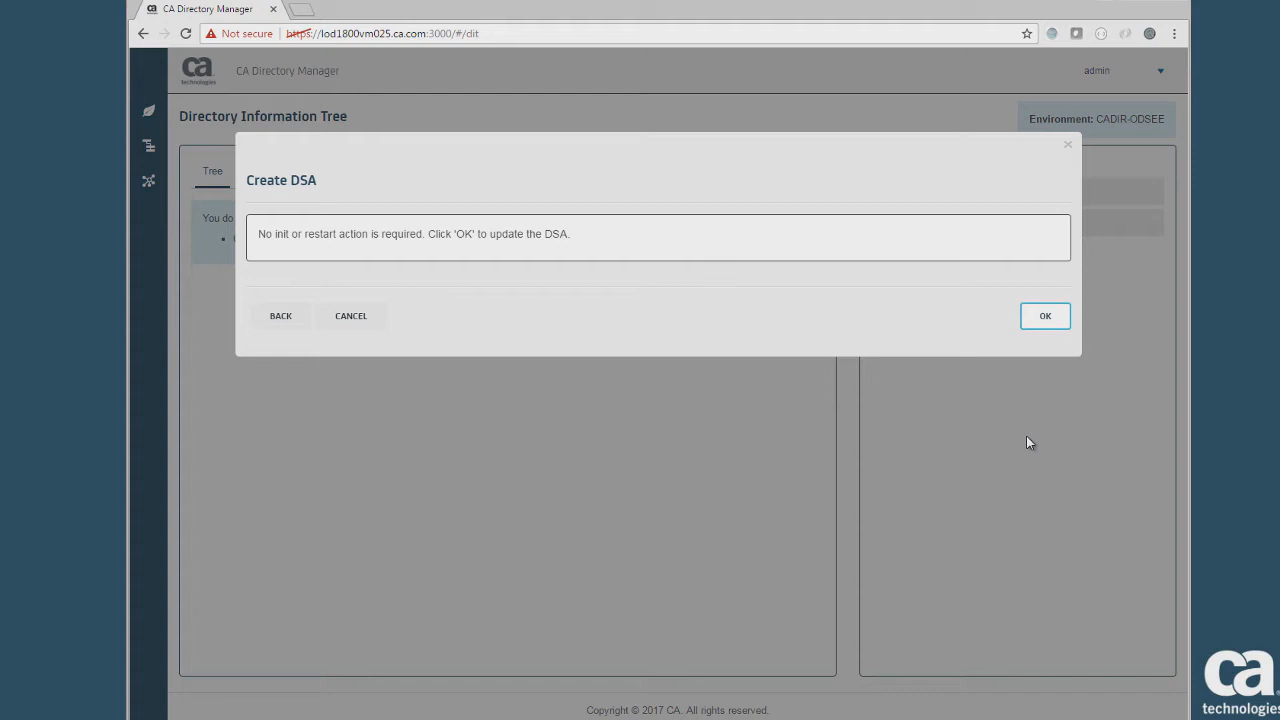 CA Directory Manager
Not secure
https://lod1800vm025.ca.com:3000/#/dit
ca
technologies
CA Directory Manager
admin
Directory Information Tree
Environment: CADIR-ODSEE
Tree
You do
Create DSA
No init or restart action is required. Click 'OK' to update the DSA.
BACK
CANCEL
OK
Copyright © 2017 CA. All rights reserved.
ca
technologies